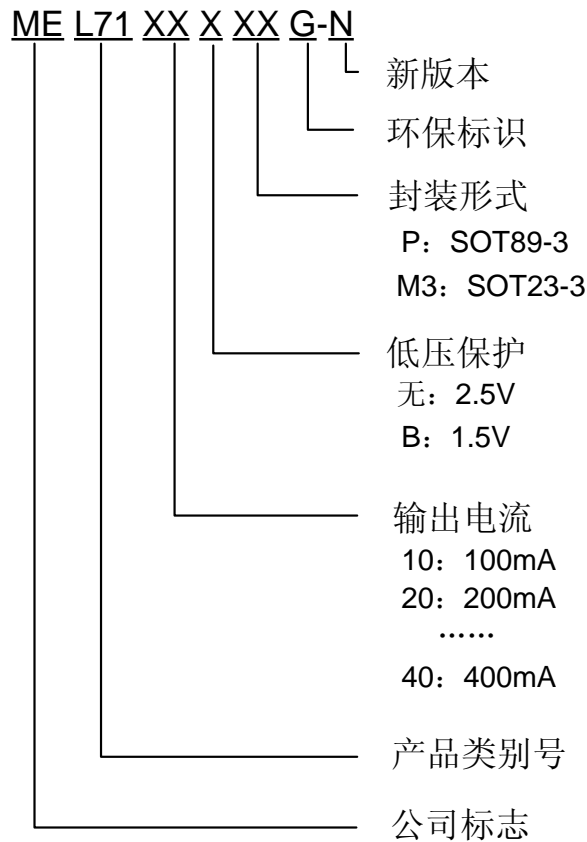 ME L71 XX X XX G-N
新版本
环保标识
封装形式
P：SOT89-3
M3：SOT23-3
低压保护
无：2.5V
B：1.5V
输出电流
10：100mA
20：200mA
……
40：400mA
产品类别号
公司标志